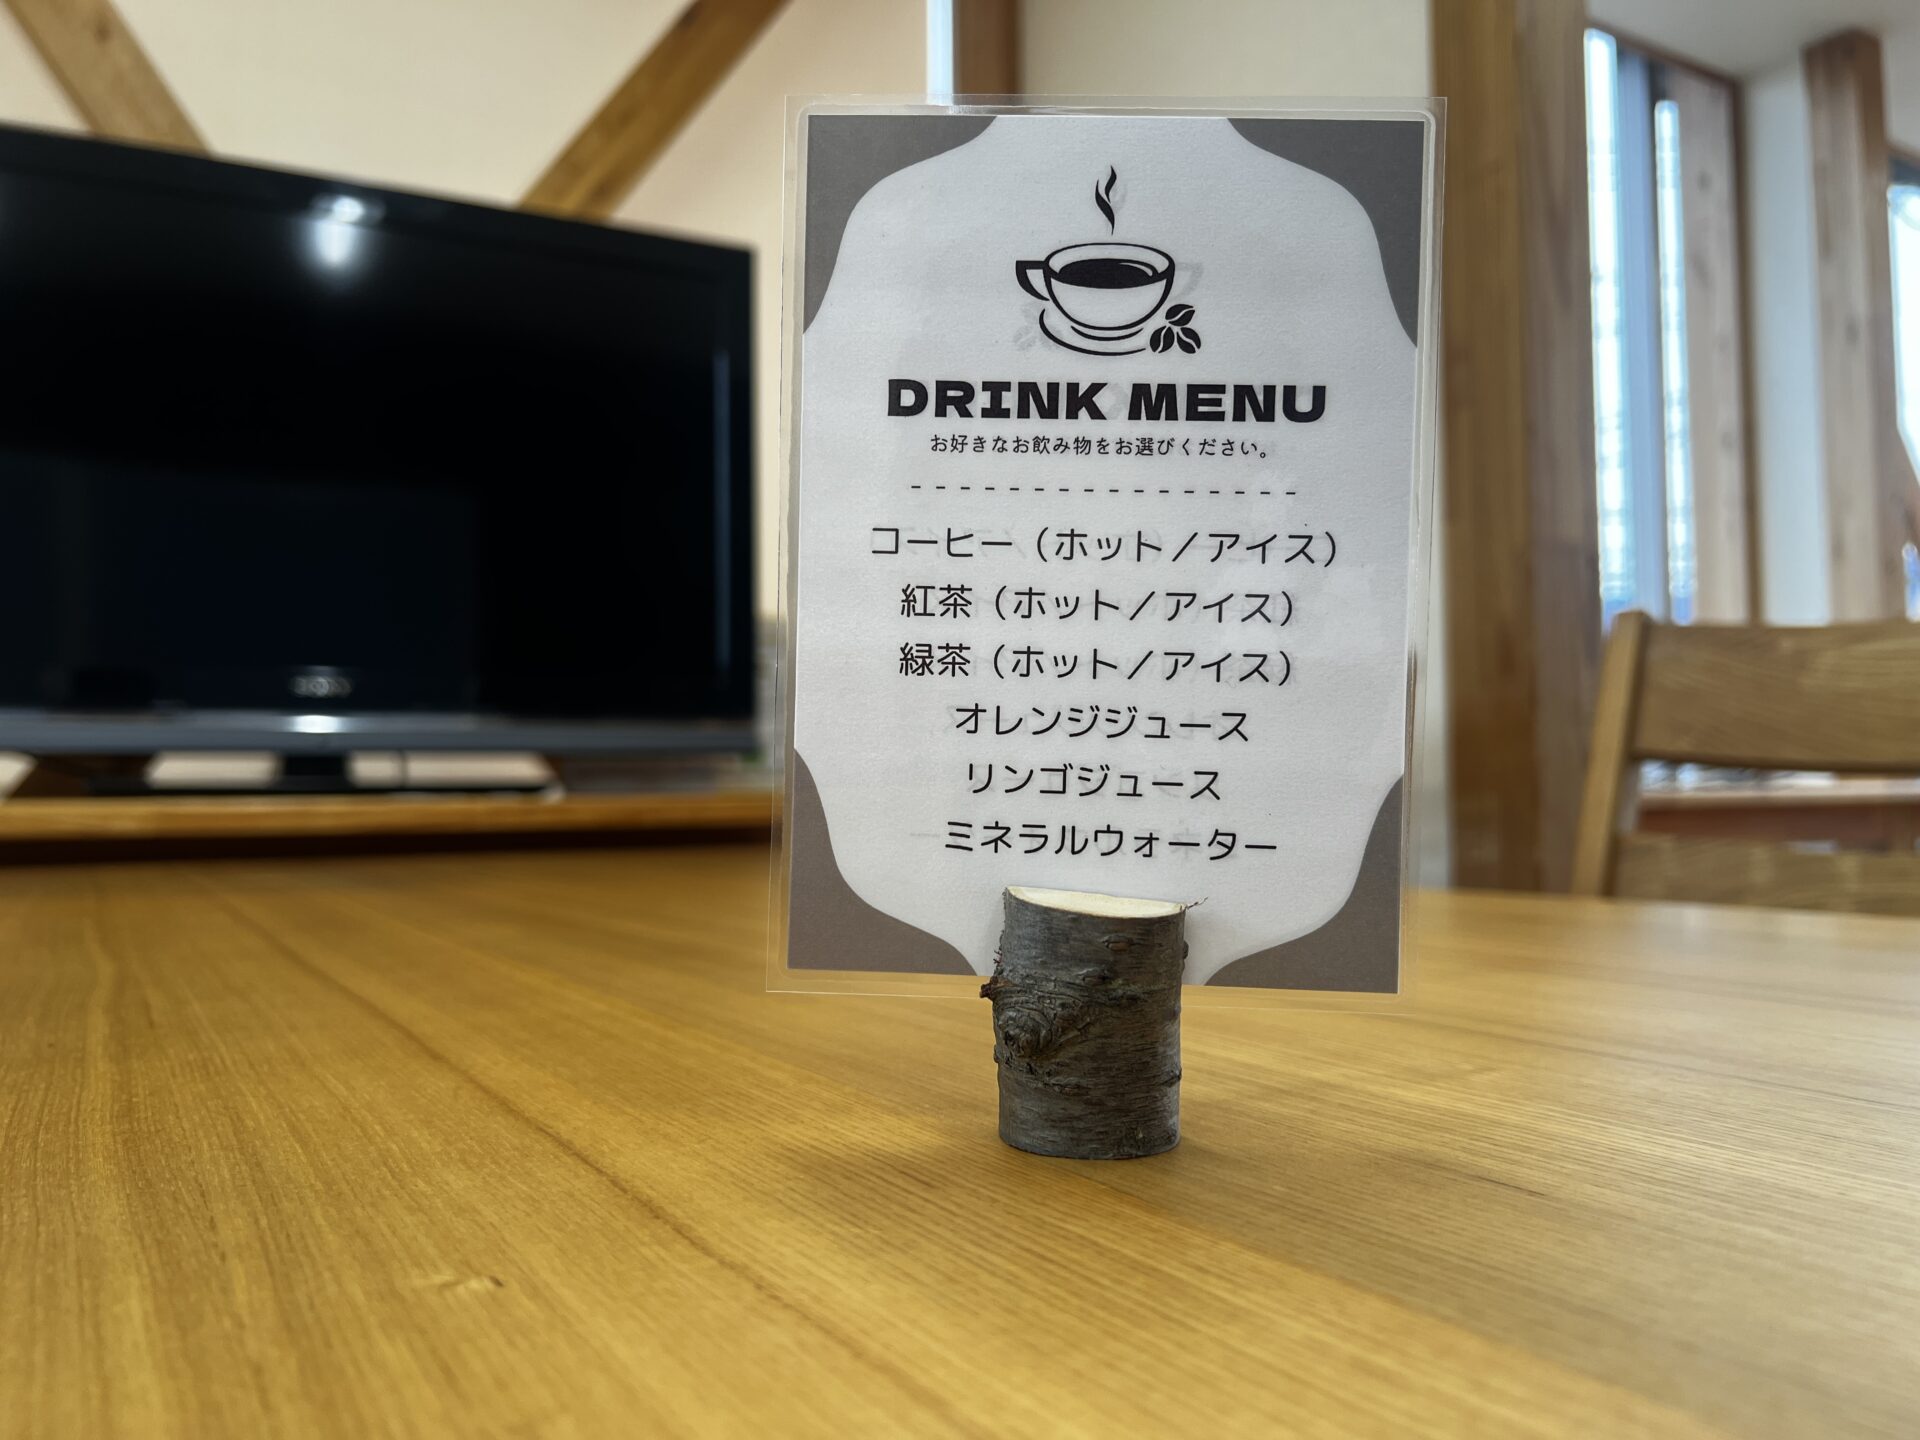 DRINK MENU
お好きなお飲み物をお選びください。
コーヒー（ホット／アイス）
紅茶（ホット／アイス）
緑茶（ホット／アイス）
オレンジジュース
リンゴジュース
ミネラルウォーター
SONY